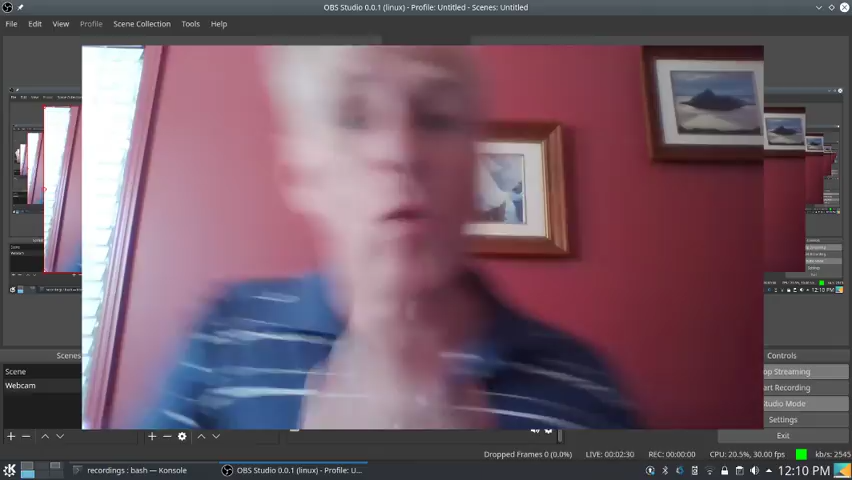 OBS Studio 0.0.1 (linux) - Profile: Untitled - Scenes: Untitled
File Edit View Profile Scene Collection Tools Help
Scenes
Scene
Webcam
Controls
op Streaming
art Recording
Studio Mode
Settings
Exit
Dropped Frames 0 (0.0%) LIVE: 00:02:30 REC: 00:00:00 CPU: 20.5%, 30.00 fps kb/s: 2545
recordings : bash — Konsole
OBS Studio 0.0.1 (linux) - Profile: U...
12:10 PM
12:10 PM